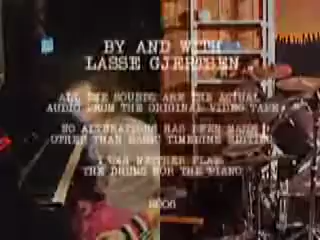 BY AND WITH
LASSE GJERTSEN
ALL THE SOUNDS ARE THE ACTUAL
AUDIO FROM THE ORIGINAL VIDEO TAPE
NO ALTERATIONS HAS BEEN MADE
OTHER THAN BASIC TIMELINE EDITING
I CAN NEITHER PLAY
THE DRUMS NOR THE PIANO
2006